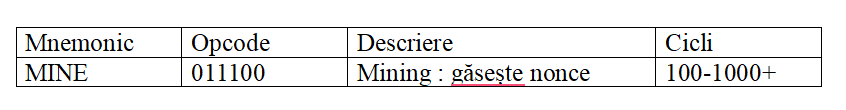 Mnemonic Opcode Descriere Cicli
MINE 011100 Mining : găsește nonce 100-1000+